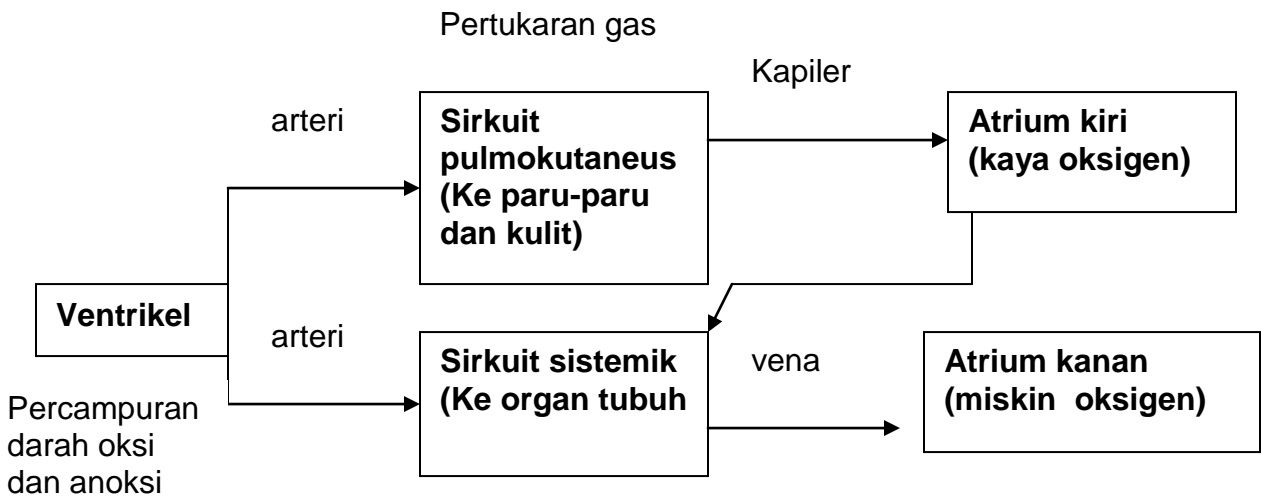 Pertukaran gas
Kapiler
arteri
Sirkuit
pulmokutaneus
(Ke paru-paru
dan kulit)
Atrium kiri
(kaya oksigen)
Ventrikel
arteri
Sirkuit sistemik
(Ke organ tubuh
vena
Atrium kanan
(miskin oksigen)
Percampuran
darah oksi
dan anoksi